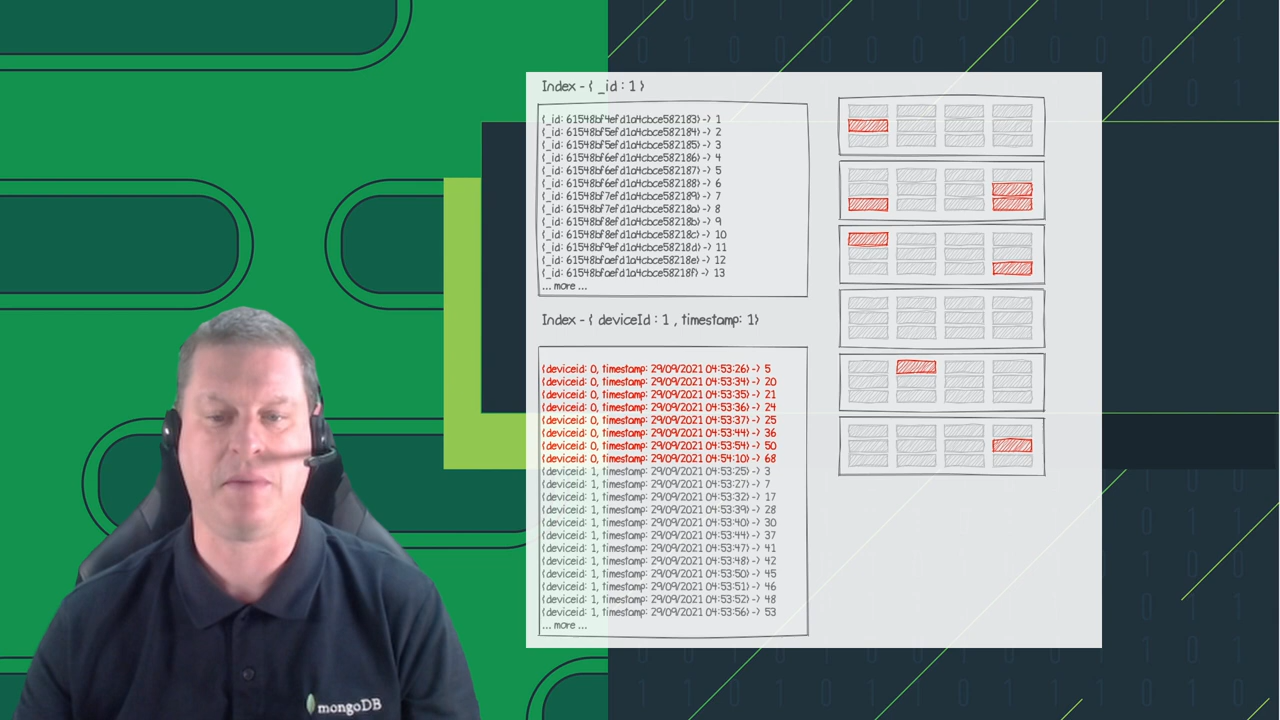 Index - { _id : 1 }
{_id: 61548bf4efd1a4cbce582183} -> 1
{_id: 61548bf5efd1a4cbce582184} -> 2
{_id: 61548bf5efd1a4cbce582185} -> 3
{_id: 61548bf6efd1a4cbce582186} -> 4
{_id: 61548bf6efd1a4cbce582187} -> 5
{_id: 61548bf6efd1a4cbce582188} -> 6
{_id: 61548bf7efd1a4cbce582189} -> 7
{_id: 61548bf7efd1a4cbce58218a} -> 8
{_id: 61548bf8efd1a4cbce58218b} -> 9
{_id: 61548bf8efd1a4cbce58218c} -> 10
{_id: 61548bf9efd1a4cbce58218d} -> 11
{_id: 61548bfaefd1a4cbce58218e} -> 12
{_id: 61548bfaefd1a4cbce58218f} -> 13
... more ...
Index - { deviceId : 1 , timestamp: 1}
{deviceid: 0, timestamp: 29/09/2021 04:53:26} -> 5
{deviceid: 0, timestamp: 29/09/2021 04:53:34} -> 20
{deviceid: 0, timestamp: 29/09/2021 04:53:35} -> 21
{deviceid: 0, timestamp: 29/09/2021 04:53:36} -> 24
{deviceid: 0, timestamp: 29/09/2021 04:53:37} -> 25
{deviceid: 0, timestamp: 29/09/2021 04:53:44} -> 36
{deviceid: 0, timestamp: 29/09/2021 04:53:54} -> 50
{deviceid: 0, timestamp: 29/09/2021 04:54:10} -> 68
{deviceid: 1, timestamp: 29/09/2021 04:53:25} -> 3
{deviceid: 1, timestamp: 29/09/2021 04:53:27} -> 7
{deviceid: 1, timestamp: 29/09/2021 04:53:32} -> 17
{deviceid: 1, timestamp: 29/09/2021 04:53:39} -> 28
{deviceid: 1, timestamp: 29/09/2021 04:53:40} -> 30
{deviceid: 1, timestamp: 29/09/2021 04:53:44} -> 37
{deviceid: 1, timestamp: 29/09/2021 04:53:47} -> 41
{deviceid: 1, timestamp: 29/09/2021 04:53:48} -> 42
{deviceid: 1, timestamp: 29/09/2021 04:53:50} -> 45
{deviceid: 1, timestamp: 29/09/2021 04:53:51} -> 46
{deviceid: 1, timestamp: 29/09/2021 04:53:52} -> 48
{deviceid: 1, timestamp: 29/09/2021 04:53:56} -> 53
... more ...
mongoDB